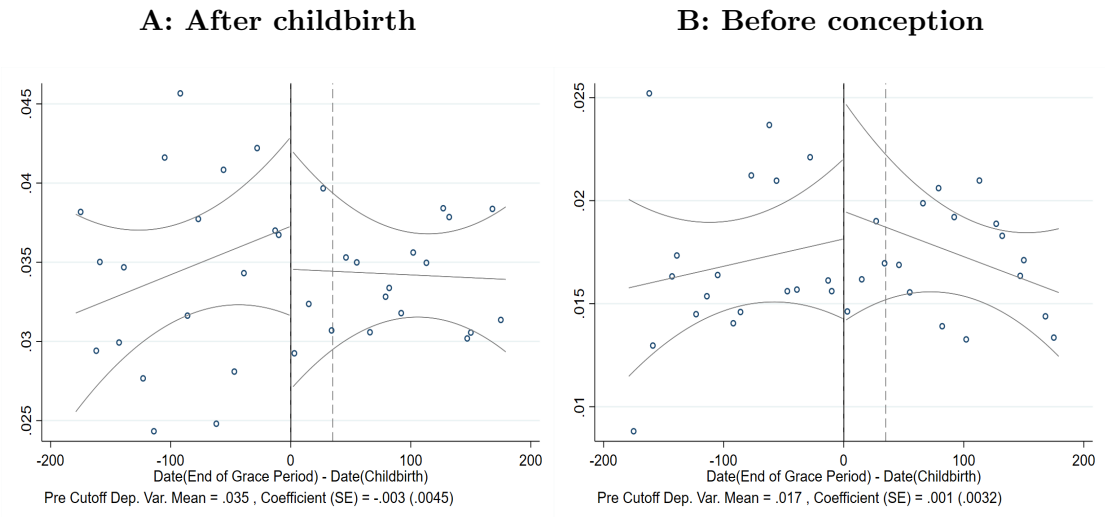 A: After childbirth
.045
.04
.035
.03
.025
-200 -100 0 100 200
Date(End of Grace Period) - Date(Childbirth)
Pre Cutoff Dep. Var. Mean = .035 , Coefficient (SE) = -.003 (.0045)
B: Before conception
.025
.02
.015
.01
-200 -100 0 100 200
Date(End of Grace Period) - Date(Childbirth)
Pre Cutoff Dep. Var. Mean = .017 , Coefficient (SE) = .001 (.0032)